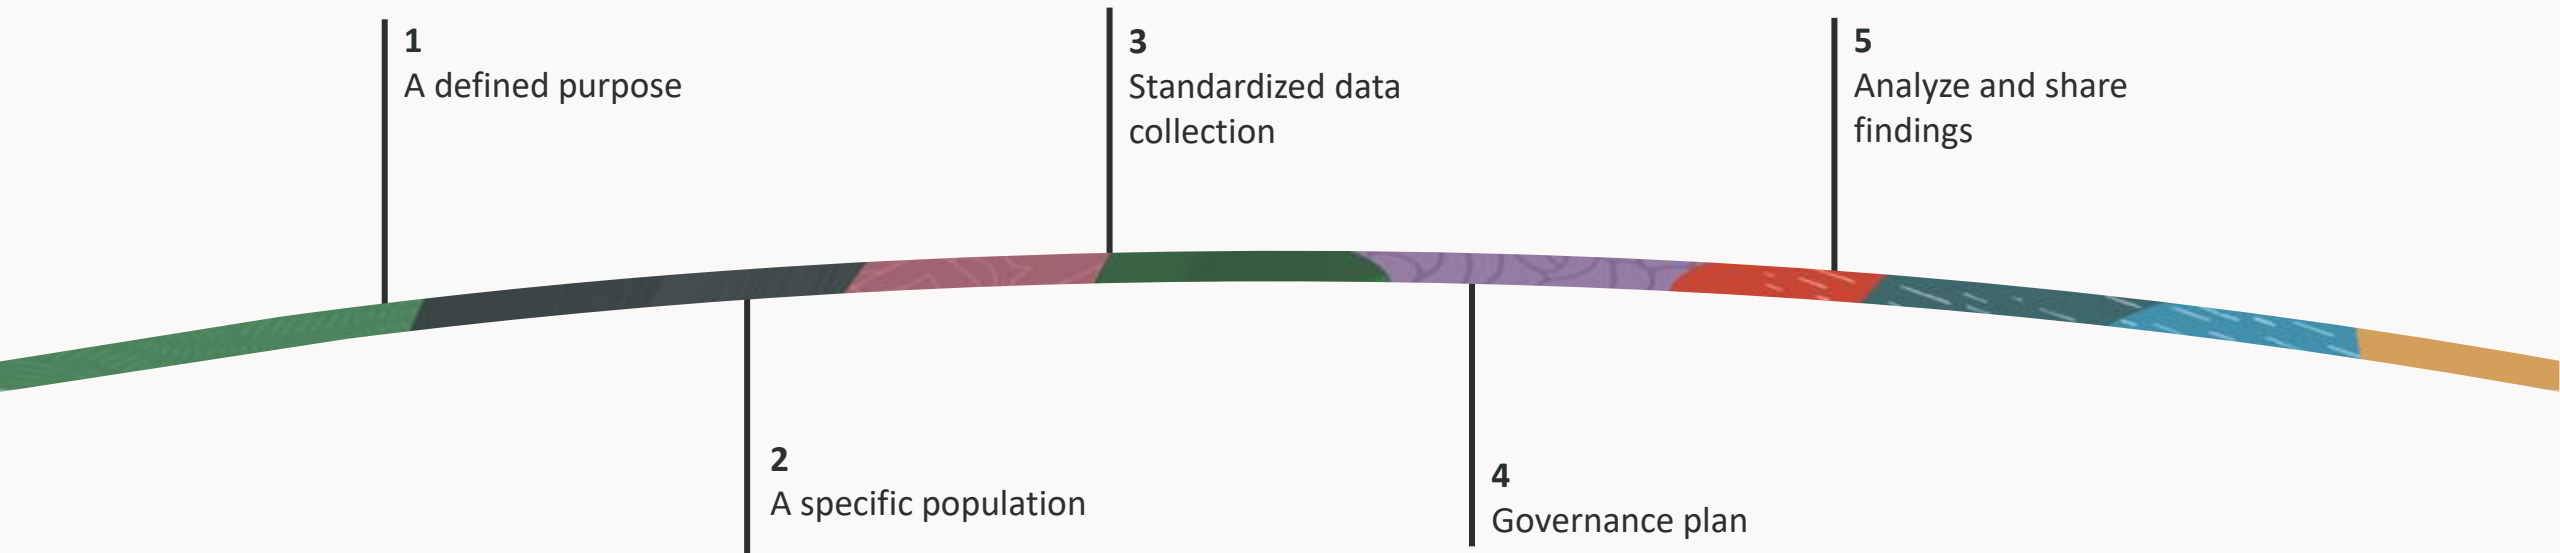 1
A defined purpose
2
A specific population
3
Standardized data
collection
4
Governance plan
5
Analyze and share
findings